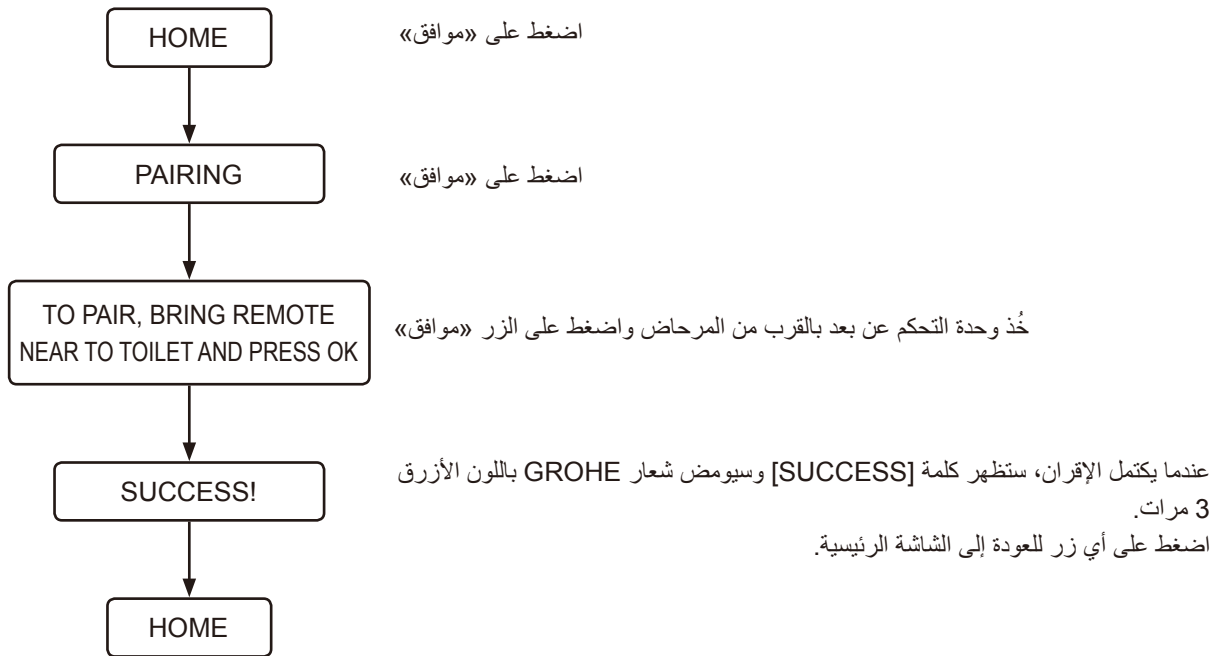 HOME
اضغط على «موافق»
PAIRING
اضغط على «موافق»
TO PAIR, BRING REMOTE
NEAR TO TOILET AND PRESS OK
خُذ وحدة التحكم عن بعد بالقرب من المرحاض واضغط على الزر «موافق»
SUCCESS!
عندما يكتمل الإقران، ستظهر كلمة [SUCCESS] وسيومض شعار GROHE باللون الأزرق
3 مرات.
اضغط على أي زر للعودة إلى الشاشة الرئيسية.
HOME